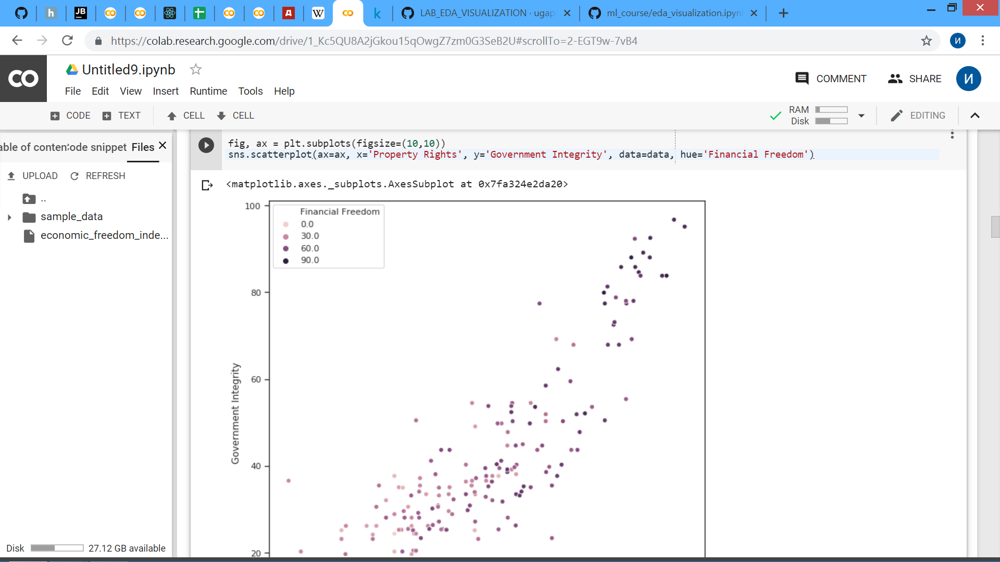 h
JB
A
W
k
LAB_EDA_VISUALIZATION · ugap
ml_course/eda_visualization.ipyn
https://colab.research.google.com/drive/1_Kc5QU8A2jGkou15qOwgZ7zm0G3SeB2U#scrollTo=2-EGT9w-7vB4
И
CO
Untitled9.ipynb
COMMENT
SHARE
И
File Edit View Insert Runtime Tools Help
CODE TEXT CELL CELL
RAM
Disk
EDITING
able of conten
ode snippet
Files
UPLOAD REFRESH
..
sample_data
economic_freedom_inde...
Disk 27.12 GB available
fig, ax = plt.subplots(figsize=(10,10))
sns.scatterplot(ax=ax, x='Property Rights', y='Government Integrity', data=data, hue='Financial Freedom')
<matplotlib.axes._subplots.AxesSubplot at 0x7fa324e2da20>
Financial Freedom
0.0
30.0
60.0
90.0
100
80
60
40
20
Government Integrity